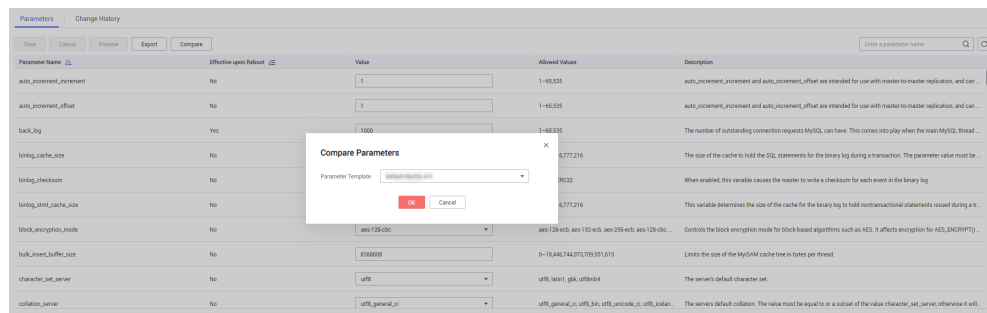 Parameters Change History
Save Cancel Preview Export Compare Enter a parameter name
Parameter Name Effective upon Reboot Value Allowed Values Description
auto_increment_increment No 1 1–65,535 auto_increment_increment and auto_increment_offset are intended for use with master-to-master replication, and can ...
auto_increment_offset No 1 1–65,535 auto_increment_increment and auto_increment_offset are intended for use with master-to-master replication, and can ...
back_log Yes 1000 1–65,535 The number of outstanding connection requests MySQL can have. This comes into play when the main MySQL thread ...
binlog_cache_size No 6,777,216 The size of the cache to hold the SQL statements for the binary log during a transaction. The parameter value must be ...
binlog_checksum No CRC32 When enabled, this variable causes the master to write a checksum for each event in the binary log.
binlog_stmt_cache_size No 6,777,216 This variable determines the size of the cache for the binary log to hold nontransactional statements issued during a tr...
block_encryption_mode No aes-128-cbc aes-128-ecb, aes-192-ecb, aes-256-ecb, aes-128-cbc, ... Controls the block encryption mode for block-based algorithms such as AES. It affects encryption for AES_ENCRYPT() ...
bulk_insert_buffer_size No 8388608 0–18,446,744,073,709,551,615 Limits the size of the MyISAM cache tree in bytes per thread.
character_set_server No utf8 utf8, latin1, gbk, utf8mb4 The server's default character set.
collation_server No utf8_general_ci utf8_general_ci, utf8_bin, utf8_unicode_ci, utf8_icelan... The servers default collation. The value must be equal to or a subset of the value character_set_server, otherwise it will...
Compare Parameters
Parameter Template
OK Cancel